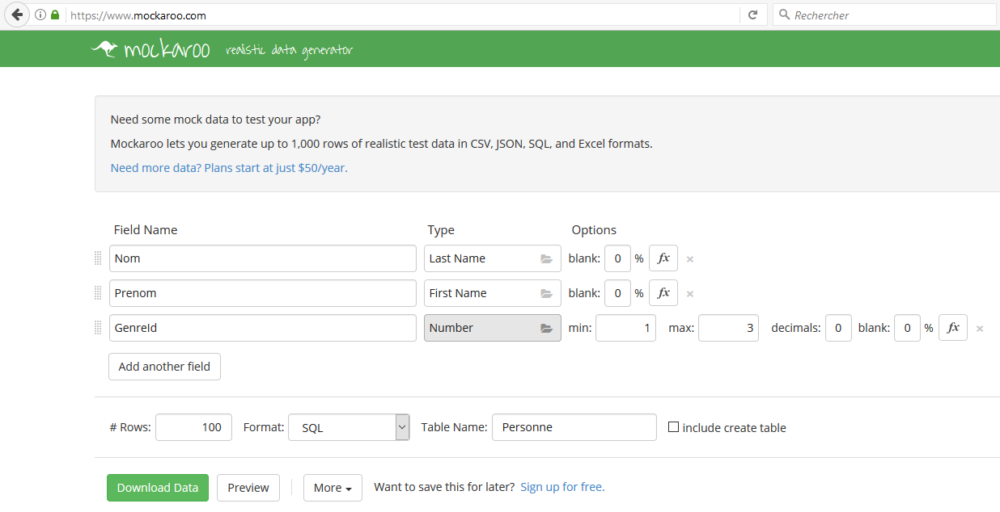 https://www.mockaroo.com
Rechercher
mockaroo realistic data generator
Need some mock data to test your app?
Mockaroo lets you generate up to 1,000 rows of realistic test data in CSV, JSON, SQL, and Excel formats.
Need more data? Plans start at just $50/year.
Field Name Type Options
Nom Last Name blank: 0 % fx ×
Prenom First Name blank: 0 % fx ×
GenreId Number min: 1 max: 3 decimals: 0 blank: 0 % fx ×
Add another field
# Rows: 100 Format: SQL Table Name: Personne include create table
Download Data Preview More Want to save this for later? Sign up for free.